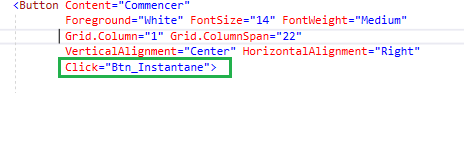 <Button Content="Commencer"
Foreground="White" FontSize="14" FontWeight="Medium"
Grid.Column="1" Grid.ColumnSpan="22"
VerticalAlignment="Center" HorizontalAlignment="Right"
Click="Btn_Instantane">